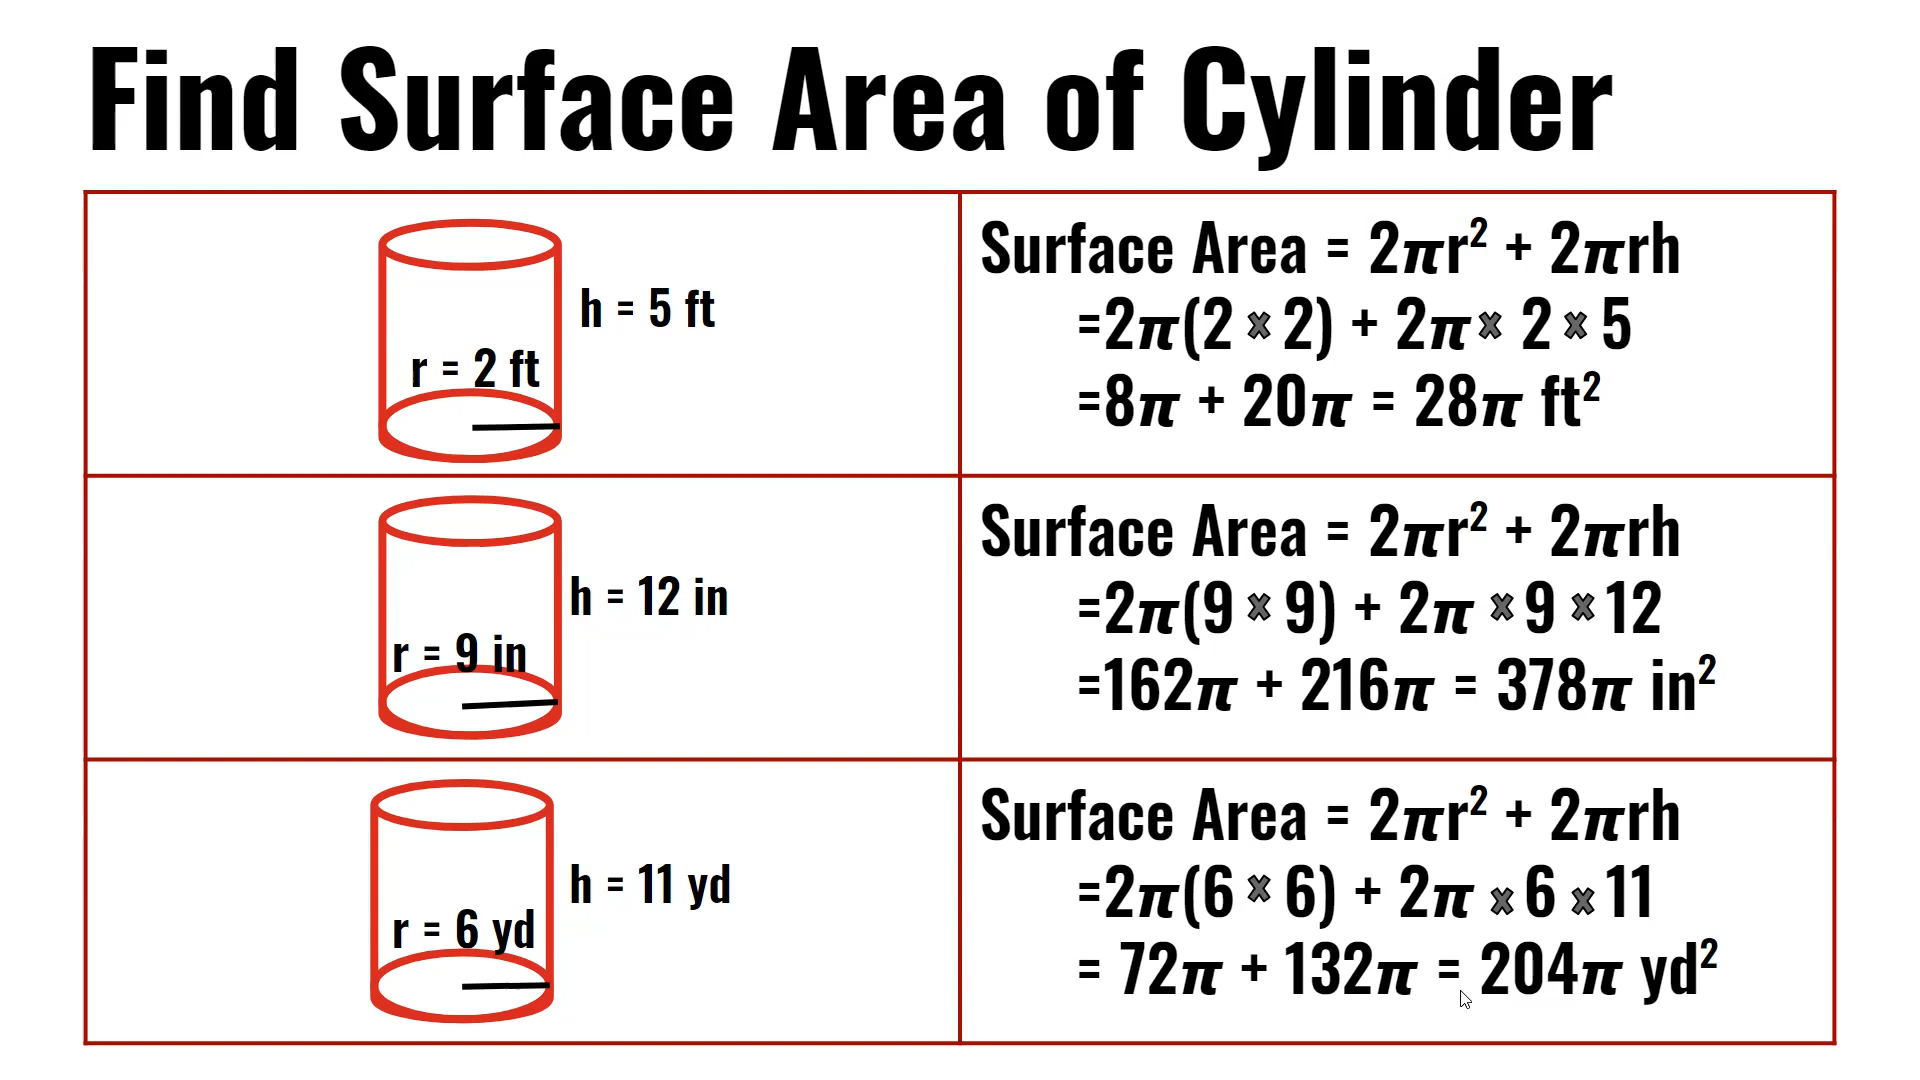 Find Surface Area of Cylinder
h = 5 ft
r = 2 ft
Surface Area = 2πr² + 2πrh
=2π(2 × 2) + 2π × 2 × 5
=8π + 20π = 28π ft²
h = 12 in
r = 9 in
Surface Area = 2πr² + 2πrh
=2π(9 × 9) + 2π × 9 × 12
=162π + 216π = 378π in²
h = 11 yd
r = 6 yd
Surface Area = 2πr² + 2πrh
=2π(6 × 6) + 2π × 6 × 11
= 72π + 132π = 204π yd²